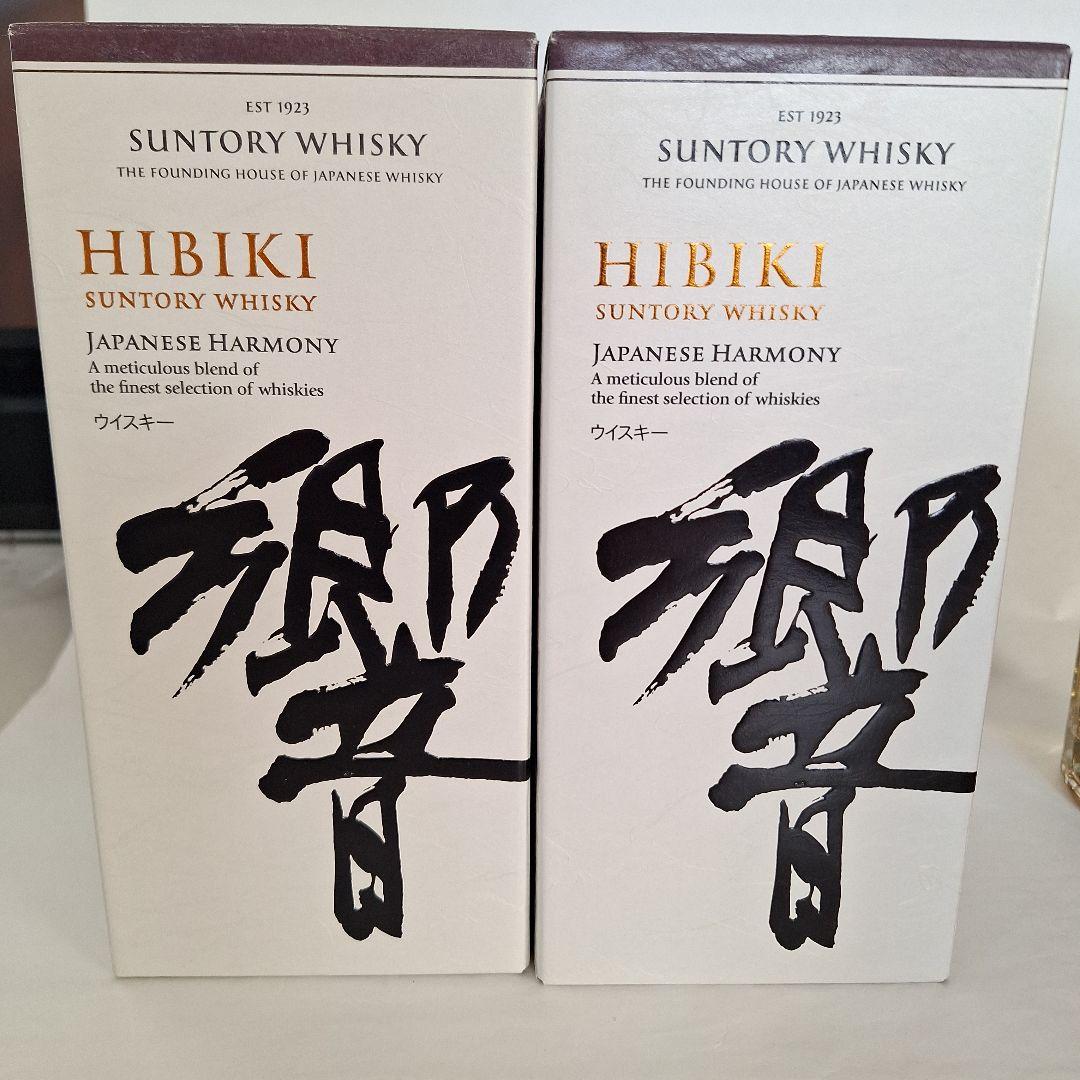 EST 1923
SUNTORY WHISKY
THE FOUNDING HOUSE OF JAPANESE WHISKY
HIBIKI
SUNTORY WHISKY
JAPANESE HARMONY
A meticulous blend of
the finest selection of whiskies
ウイスキー
響
EST 1923
SUNTORY WHISKY
THE FOUNDING HOUSE OF JAPANESE WHISKY
HIBIKI
SUNTORY WHISKY
JAPANESE HARMONY
A meticulous blend of
the finest selection of whiskies
ウイスキー
響